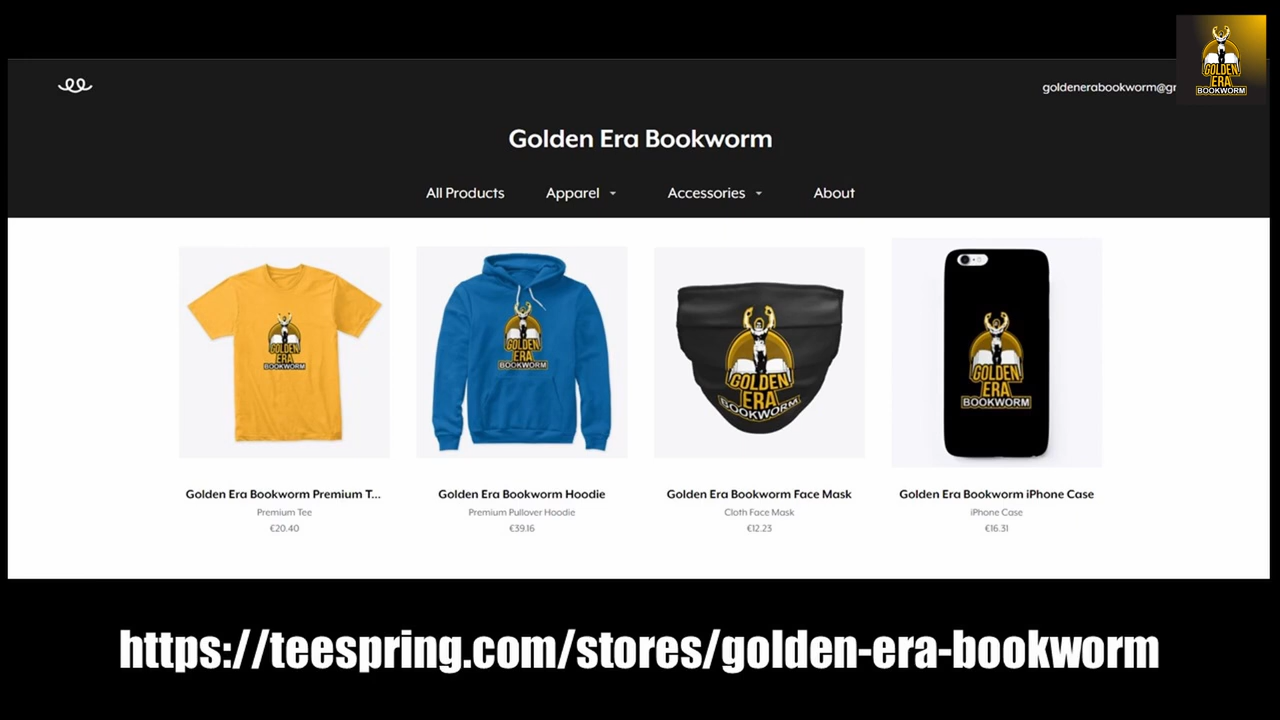 GOLDEN
ERA
BOOKWORM
goldenerabookworm@gr
Golden Era Bookworm
All Products
Apparel
Accessories
About
GOLDEN
ERA
BOOKWORM
GOLDEN
ERA
BOOKWORM
GOLDEN
ERA
BOOKWORM
GOLDEN
ERA
BOOKWORM
Golden Era Bookworm Premium T...
Premium Tee
€20.40
Golden Era Bookworm Hoodie
Premium Pullover Hoodie
€39.16
Golden Era Bookworm Face Mask
Cloth Face Mask
€12.23
Golden Era Bookworm iPhone Case
iPhone Case
€16.31
https://teespring.com/stores/golden-era-bookworm